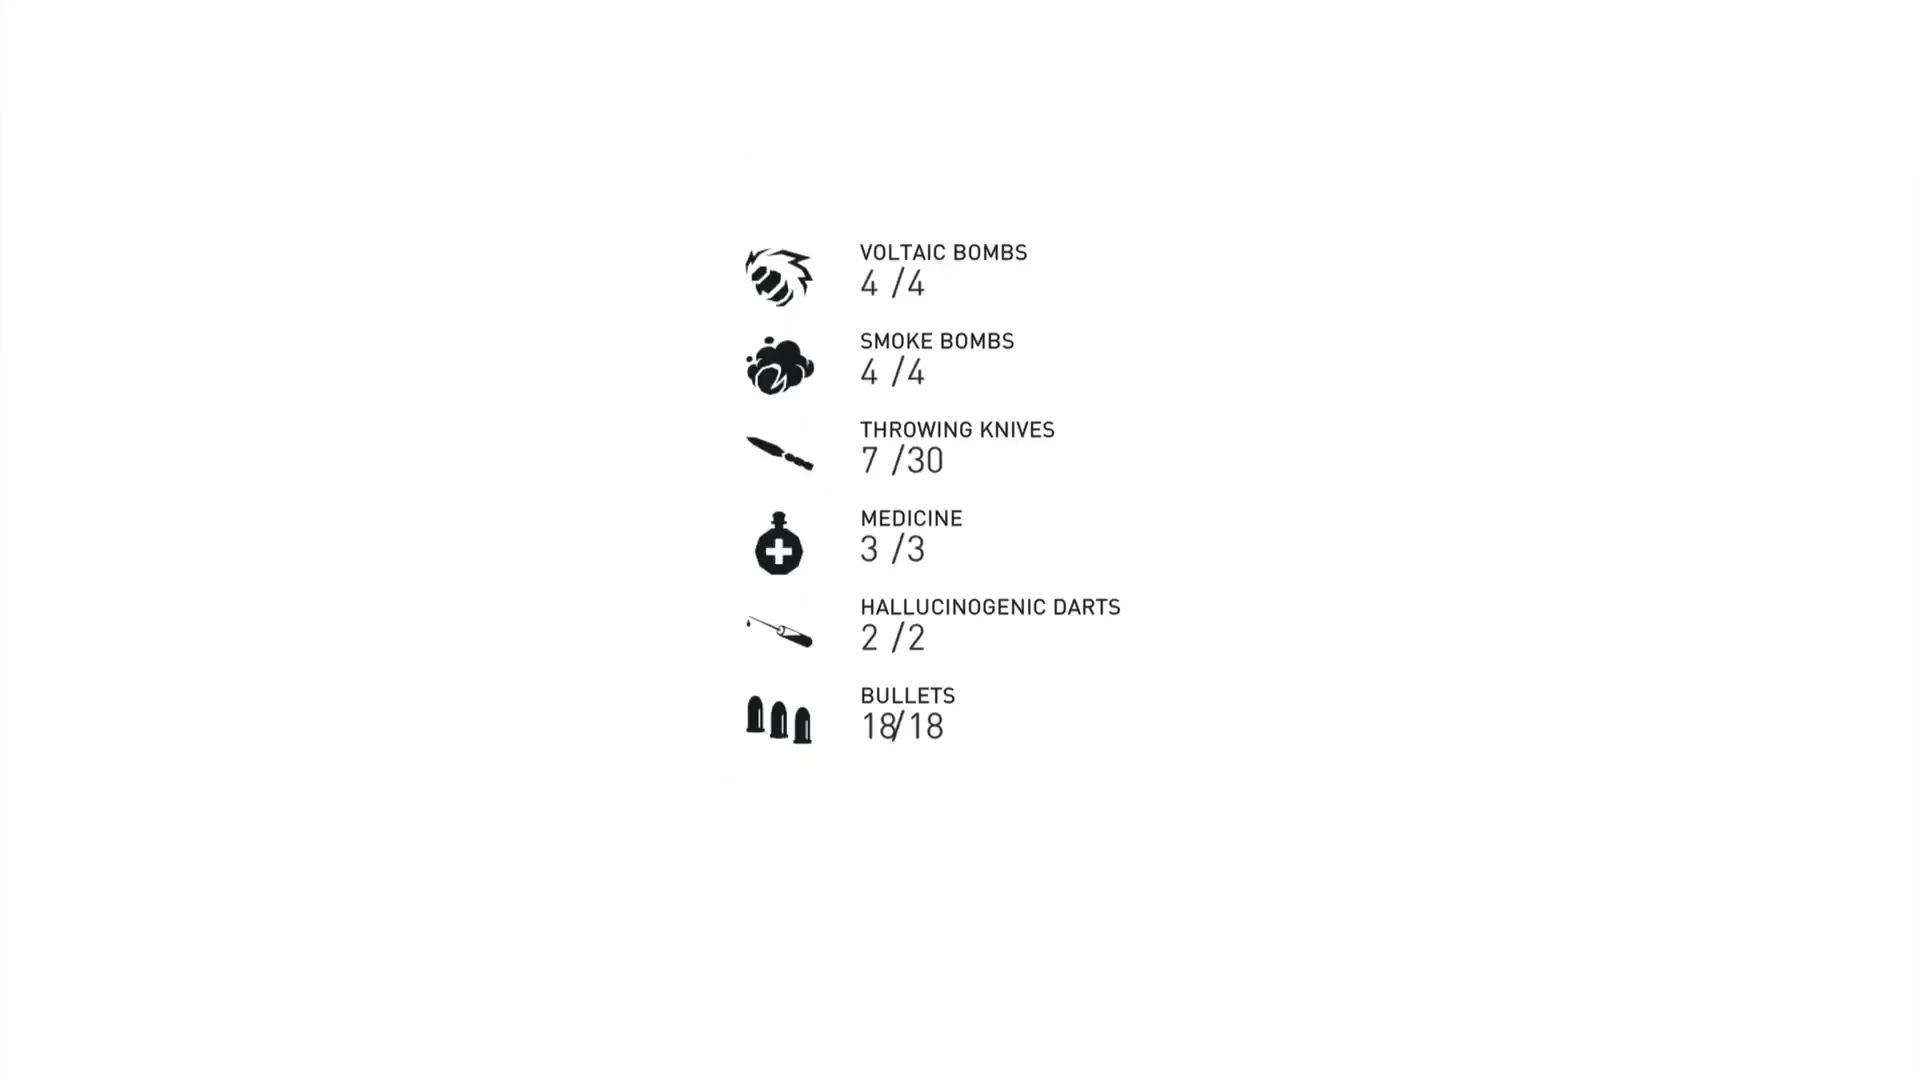 VOLTAIC BOMBS
4 /4
SMOKE BOMBS
4 /4
THROWING KNIVES
7 /30
MEDICINE
3 /3
HALLUCINOGENIC DARTS
2 /2
BULLETS
18/18